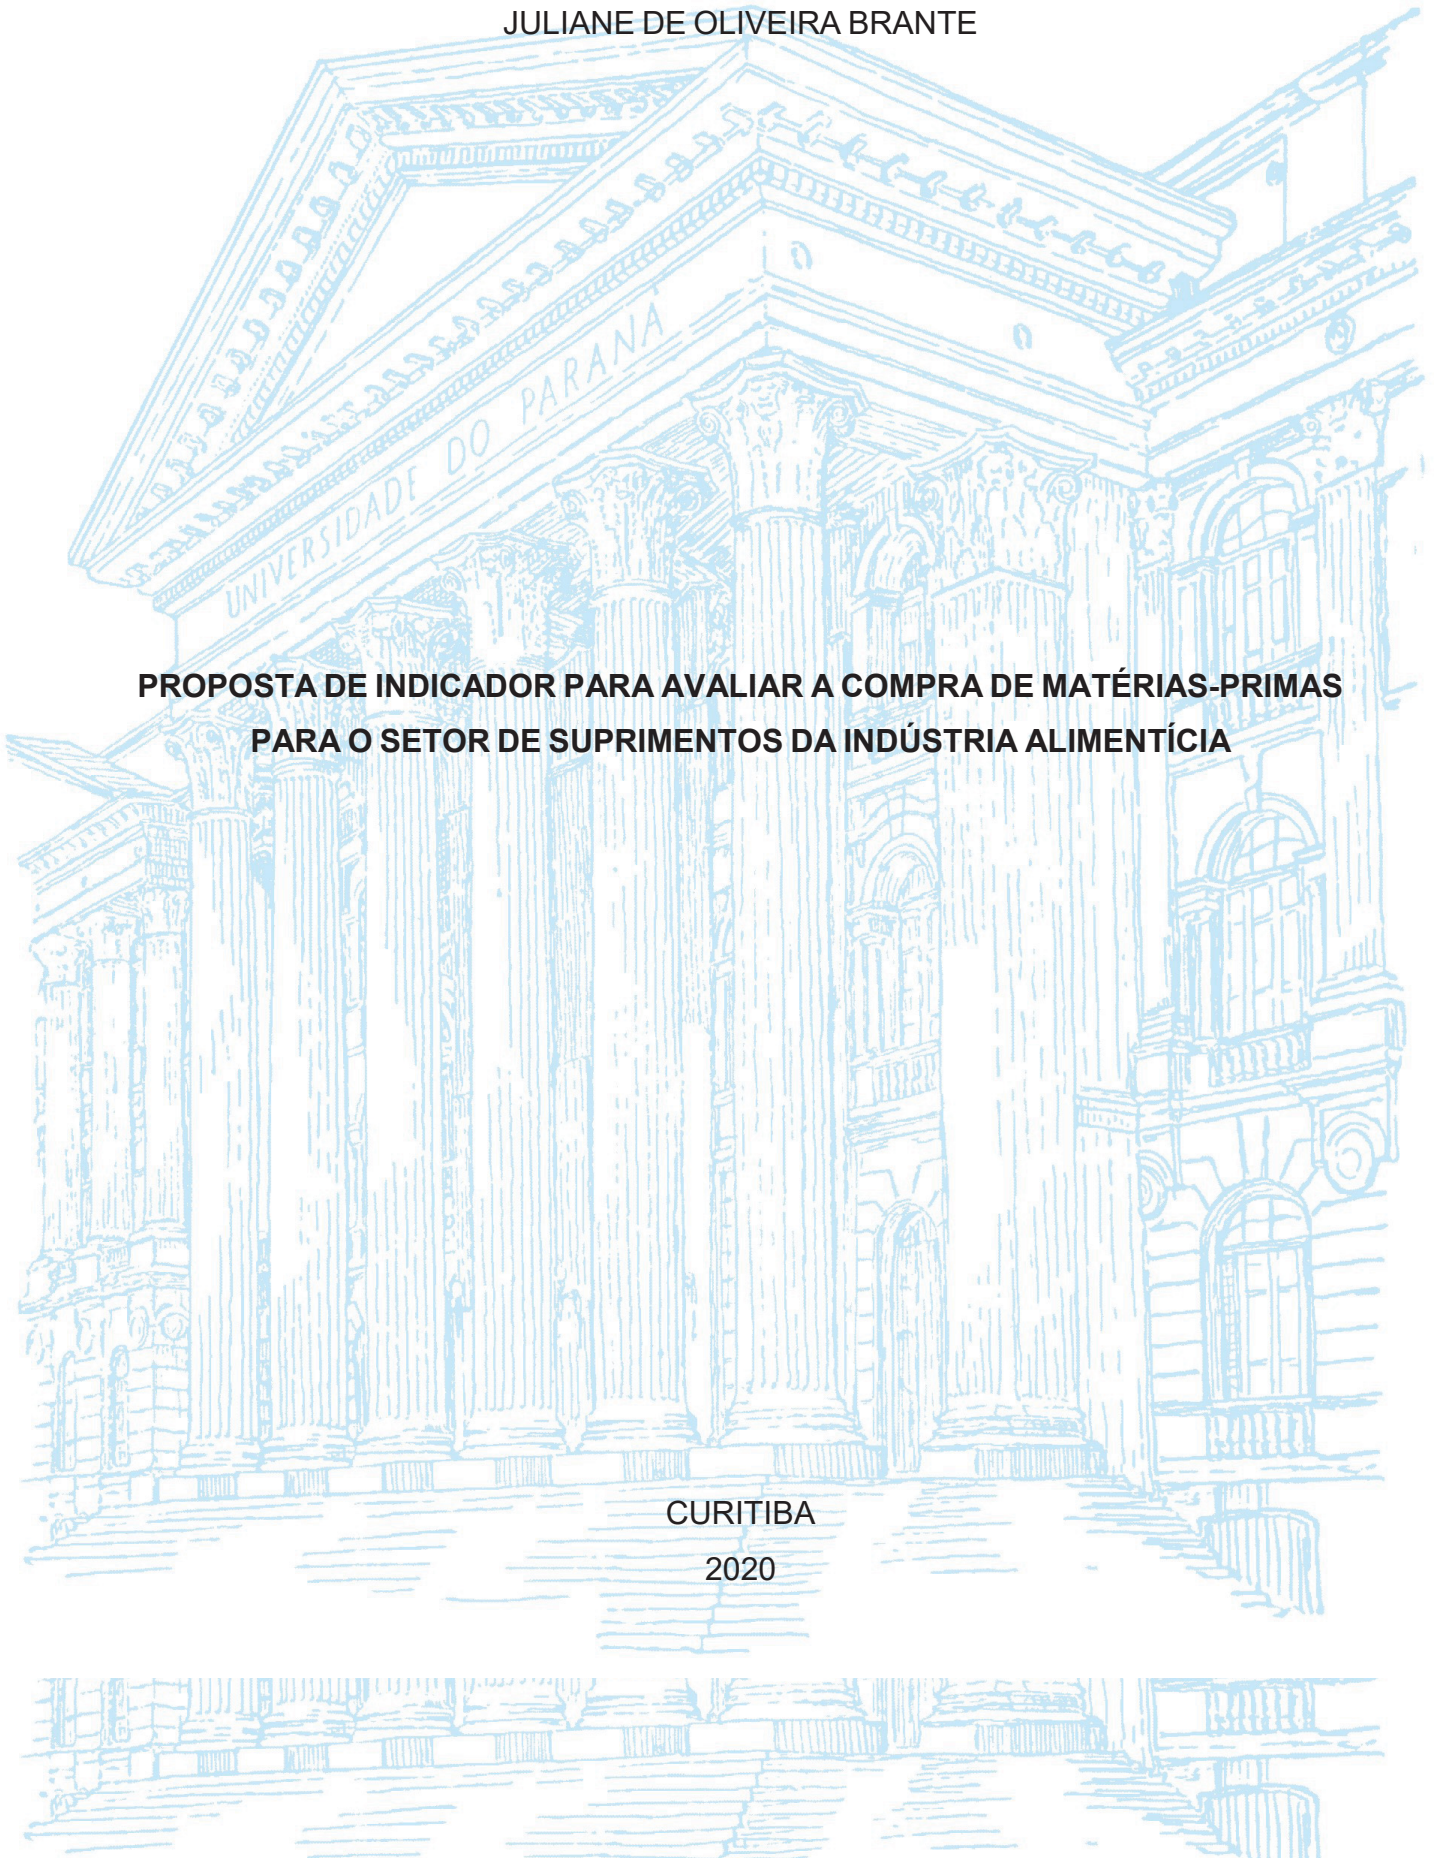 JULIANE DE OLIVEIRA BRANTE
UNIVERSIDADE DO PARANÁ
PROPOSTA DE INDICADOR PARA AVALIAR A COMPRA DE MATÉRIAS-PRIMAS
PARA O SETOR DE SUPRIMENTOS DA INDÚSTRIA ALIMENTÍCIA
CURITIBA
2020